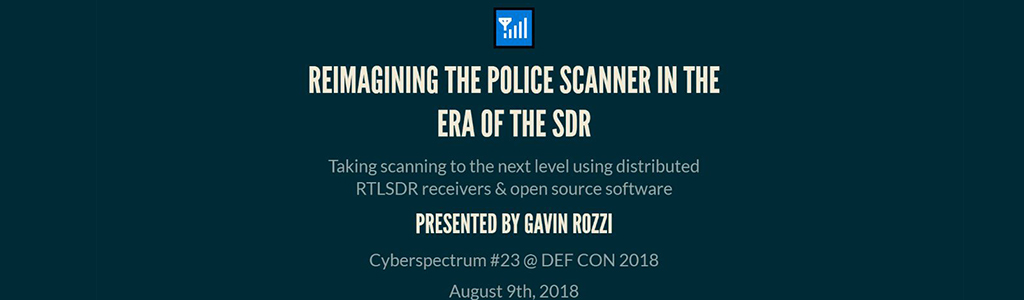 REIMAGINING THE POLICE SCANNER IN THE
ERA OF THE SDR
Taking scanning to the next level using distributed
RTLSDR receivers & open source software
PRESENTED BY GAVIN ROZZI
Cyberspectrum #23 @ DEF CON 2018
August 9th, 2018